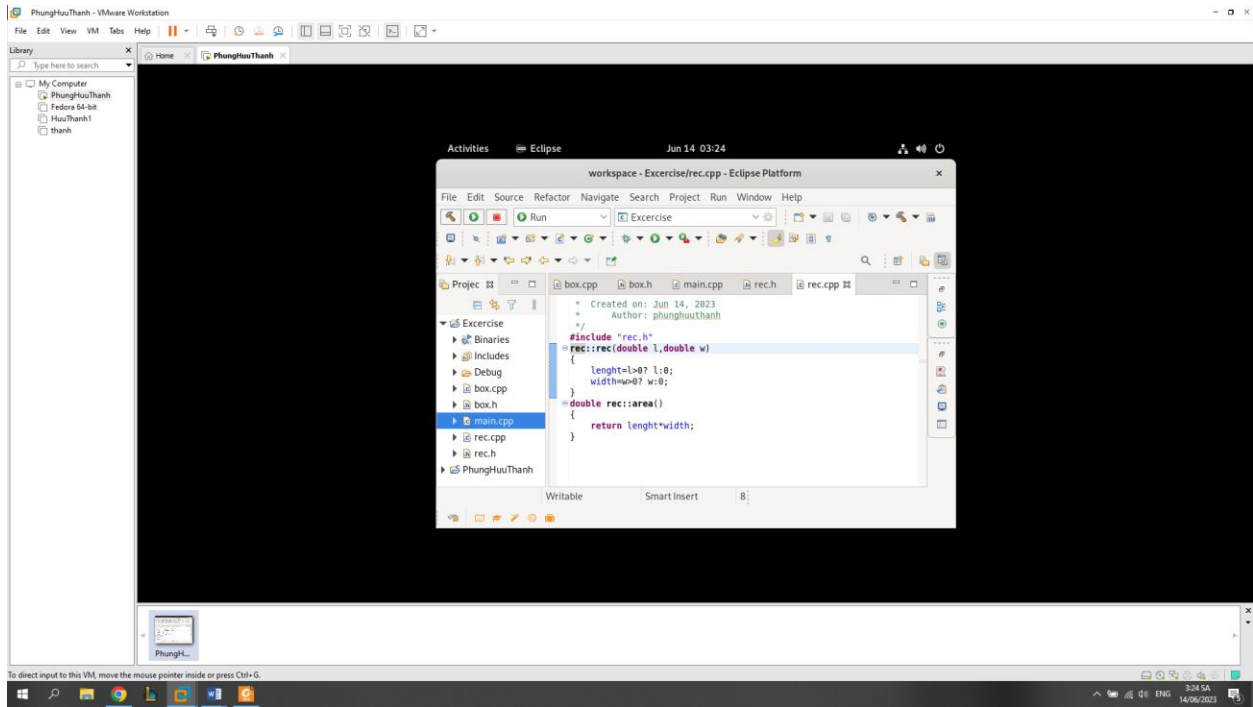 PhungHuuThanh - VMware Workstation
File Edit View VM Tabs Help
Library
Type here to search
My Computer
PhungHuuThanh
Fedora 64-bit
HuuThanh1
thanh
Home
PhungHuuThanh
Activities Eclipse Jun 14 03:24
workspace - Excercise/rec.cpp - Eclipse Platform
File Edit Source Refactor Navigate Search Project Run Window Help
Run Excercise
Projec
Excercise
Binaries
Includes
Debug
box.cpp
box.h
main.cpp
rec.cpp
rec.h
PhungHuuThanh
box.cpp box.h main.cpp rec.h rec.cpp
* Created on: Jun 14, 2023
* Author: phunghuuthanh
*/
#include "rec.h"
rec::rec(double l,double w)
{
lenght=l>0? l:0;
width=w>0? w:0;
}
double rec::area()
{
return lenght*width;
}
Writable Smart Insert 8
PhungH...
To direct input to this VM, move the mouse pointer inside or press Ctrl+G.
ENG
3:24 SA
14/06/2023